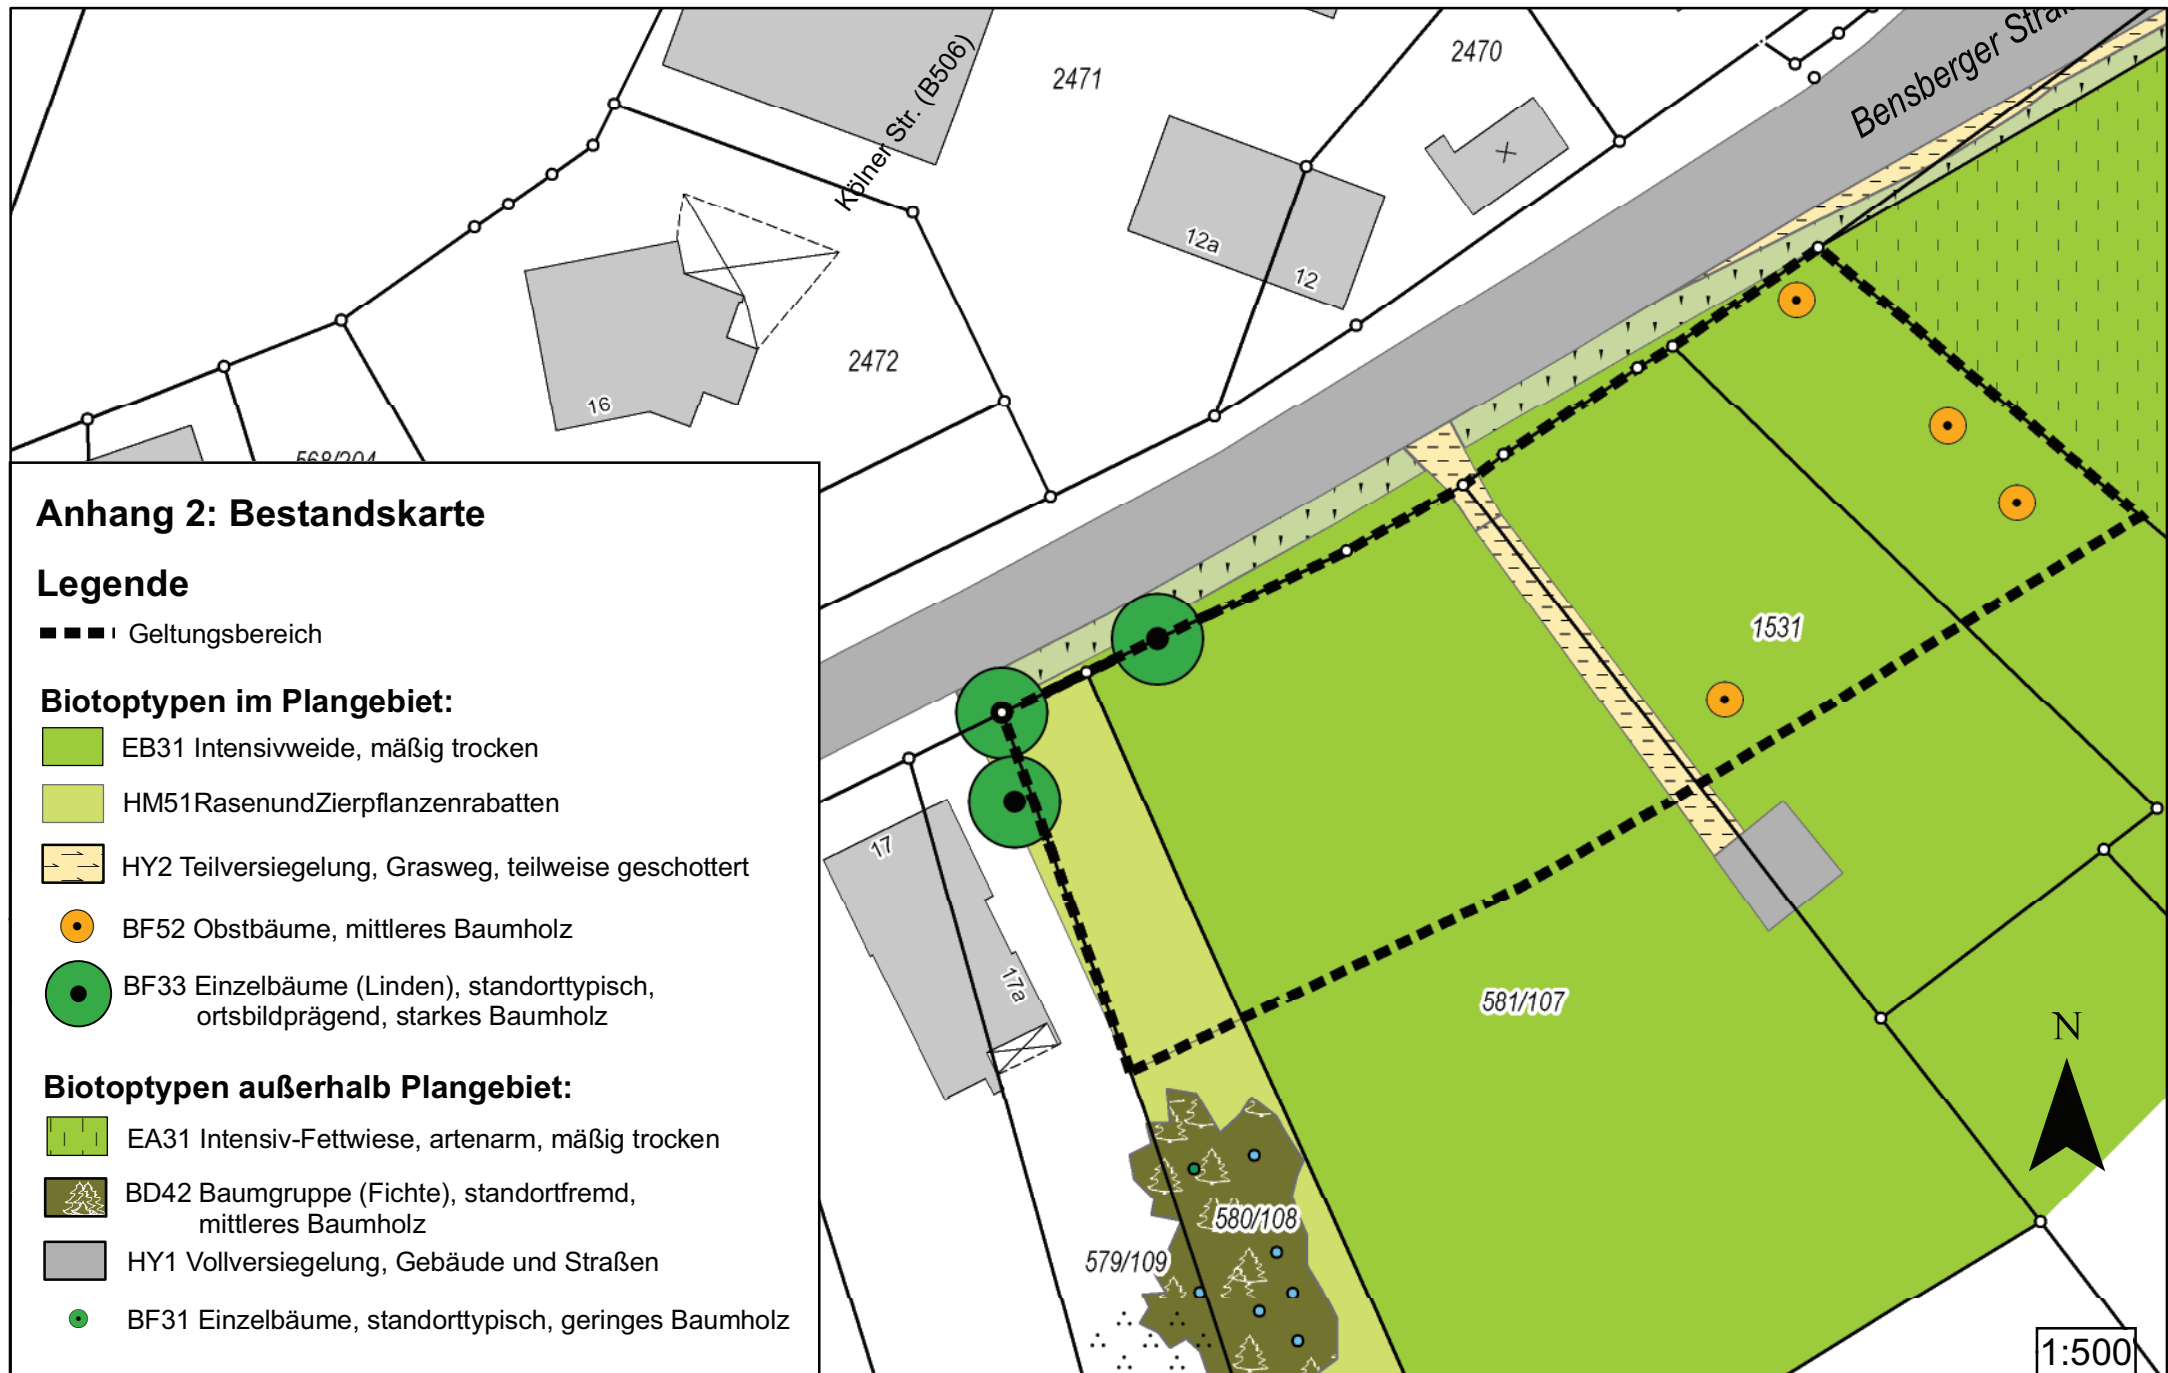 Bensberger
Kölner Str. (B506)
2471
2470
12a
12
2472
16
568/204
1531
581/107
17
17a
580/108
579/109
N
1:500
Anhang 2: Bestandskarte
Legende
Geltungsbereich
Biotoptypen im Plangebiet:
EB31 Intensivweide, mäßig trocken
HM51RasenundZierpflanzenrabatten
HY2 Teilversiegelung, Grasweg, teilweise geschottert
BF52 Obstbäume, mittleres Baumholz
BF33 Einzelbäume (Linden), standorttypisch,
ortsbildprägend, starkes Baumholz
Biotoptypen außerhalb Plangebiet:
EA31 Intensiv-Fettwiese, artenarm, mäßig trocken
BD42 Baumgruppe (Fichte), standortfremd,
mittleres Baumholz
HY1 Vollversiegelung, Gebäude und Straßen
BF31 Einzelbäume, standorttypisch, geringes Baumholz